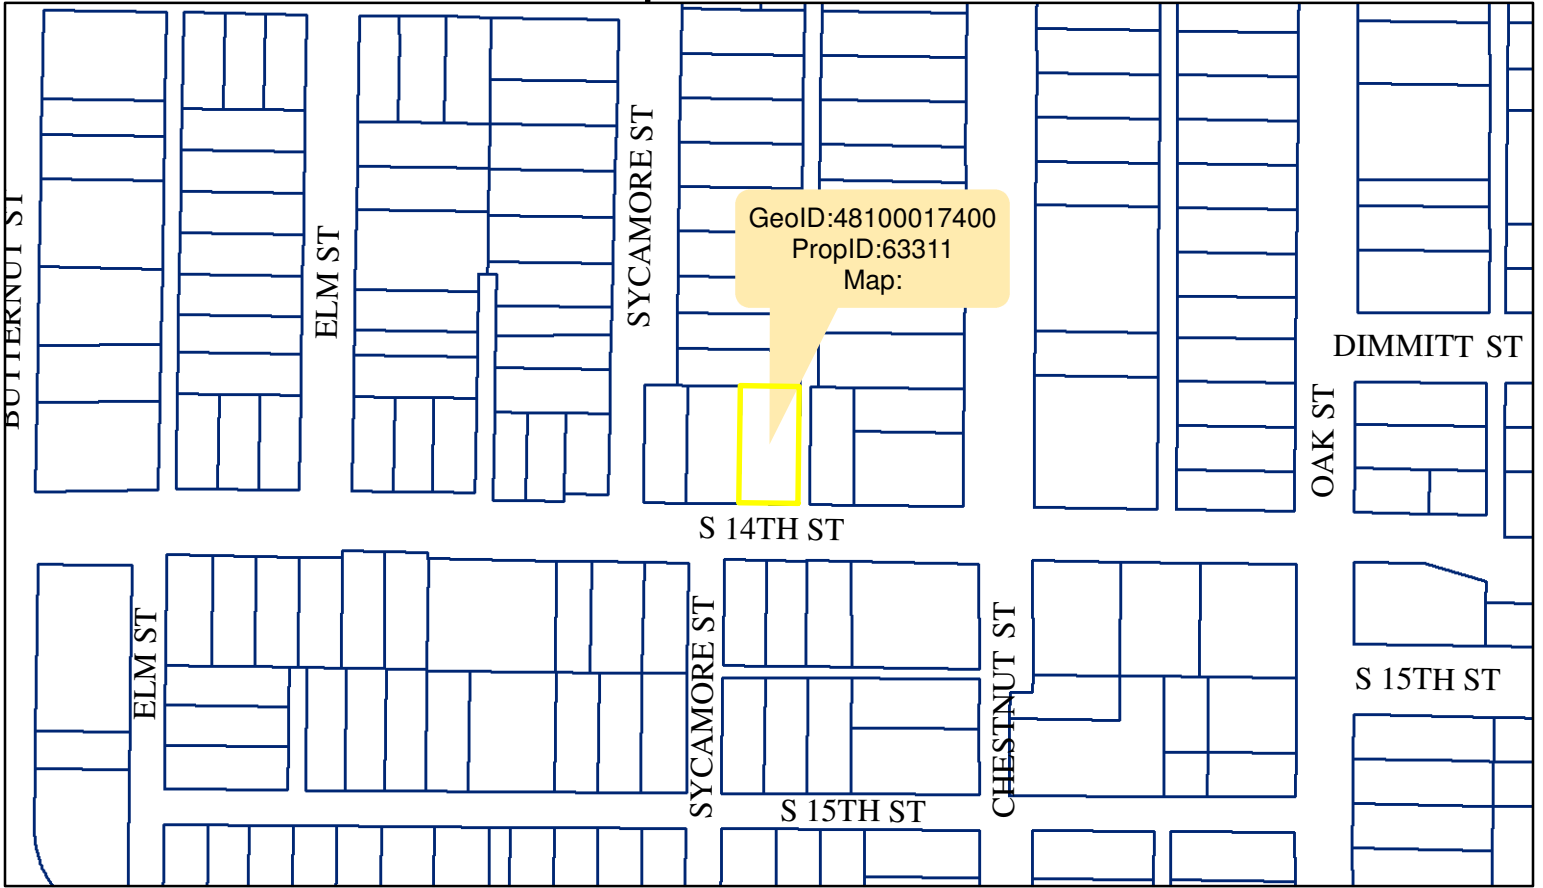 BUTTERNUT ST
ELM ST
SYCAMORE ST
GeoID:48100017400
PropID:63311
Map:
DIMMITT ST
OAK ST
S 14TH ST
ELM ST
SYCAMORE ST
CHESTNUT ST
S 15TH ST
S 15TH ST